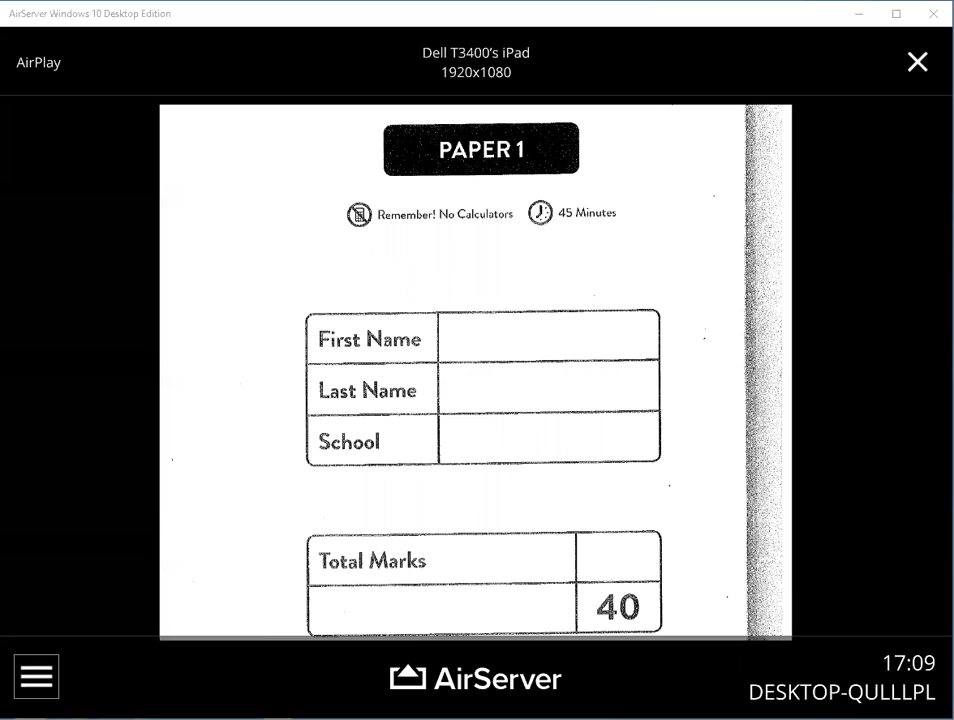 AirServer Windows 10 Desktop Edition
AirPlay
Dell T3400's iPad
1920x1080
PAPER 1
Remember! No Calculators
45 Minutes
First Name
Last Name
School
Total Marks
40
AirServer
17:09
DESKTOP-QULLLPL